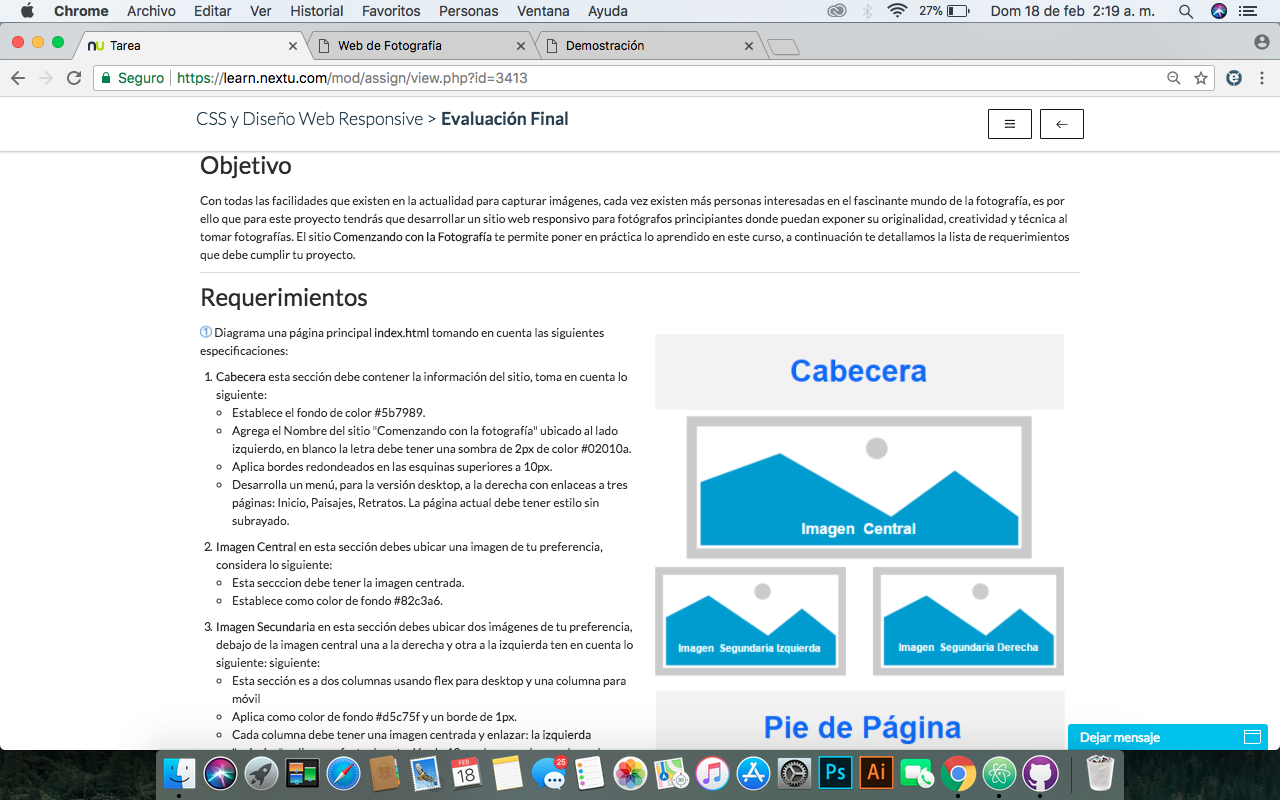 Chrome Archivo Editar Ver Historial Favoritos Personas Ventana Ayuda 27% Dom 18 de feb 2:19 a. m.
nu Tarea Web de Fotografia Demostración
Seguro https://learn.nextu.com/mod/assign/view.php?id=3413
CSS y Diseño Web Responsive > Evaluación Final
Objetivo
Con todas las facilidades que existen en la actualidad para capturar imágenes, cada vez existen más personas interesadas en el fascinante mundo de la fotografía, es por
ello que para este proyecto tendrás que desarrollar un sitio web responsivo para fotógrafos principiantes donde puedan exponer su originalidad, creatividad y técnica al
tomar fotografías. El sitio Comenzando con la Fotografía te permite poner en práctica lo aprendido en este curso, a continuación te detallamos la lista de requerimientos
que debe cumplir tu proyecto.
Requerimientos
① Diagrama una página principal index.html tomando en cuenta las siguientes
especificaciones:
1. Cabecera esta sección debe contener la información del sitio, toma en cuenta lo
siguiente:
Establece el fondo de color #5b7989.
Agrega el Nombre del sitio "Comenzando con la fotografía" ubicado al lado
izquierdo, en blanco la letra debe tener una sombra de 2px de color #02010a.
Aplica bordes redondeados en las esquinas superiores a 10px.
Desarrolla un menú, para la versión desktop, a la derecha con enlaceas a tres
páginas: Inicio, Paisajes, Retratos. La página actual debe tener estilo sin
subrayado.
2. Imagen Central en esta sección debes ubicar una imagen de tu preferencia,
considera lo siguiente:
Esta secccion debe tener la imagen centrada.
Establece como color de fondo #82c3a6.
3. Imagen Secundaria en esta sección debes ubicar dos imágenes de tu preferencia,
debajo de la imagen central una a la derecha y otra a la izquierda ten en cuenta lo
siguiente: siguiente:
Esta sección es a dos columnas usando flex para desktop y una columna para
móvil
Aplica como color de fondo #d5c75f y un borde de 1px.
Cada columna debe tener una imagen centrada y enlazar: la izquierda
Cabecera
Imagen Central
Imagen Segundaria Izquierda
Imagen Segundaria Derecha
Pie de Página
Dejar mensaje
FEB
18
25
Ps
Ai